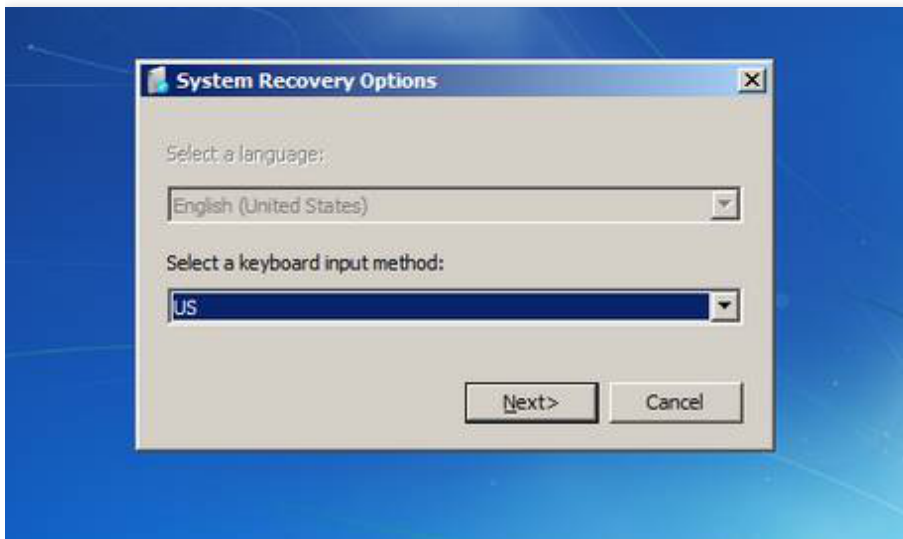 System Recovery Options
Select a language:
English (United States)
Select a keyboard input method:
US
Next> Cancel